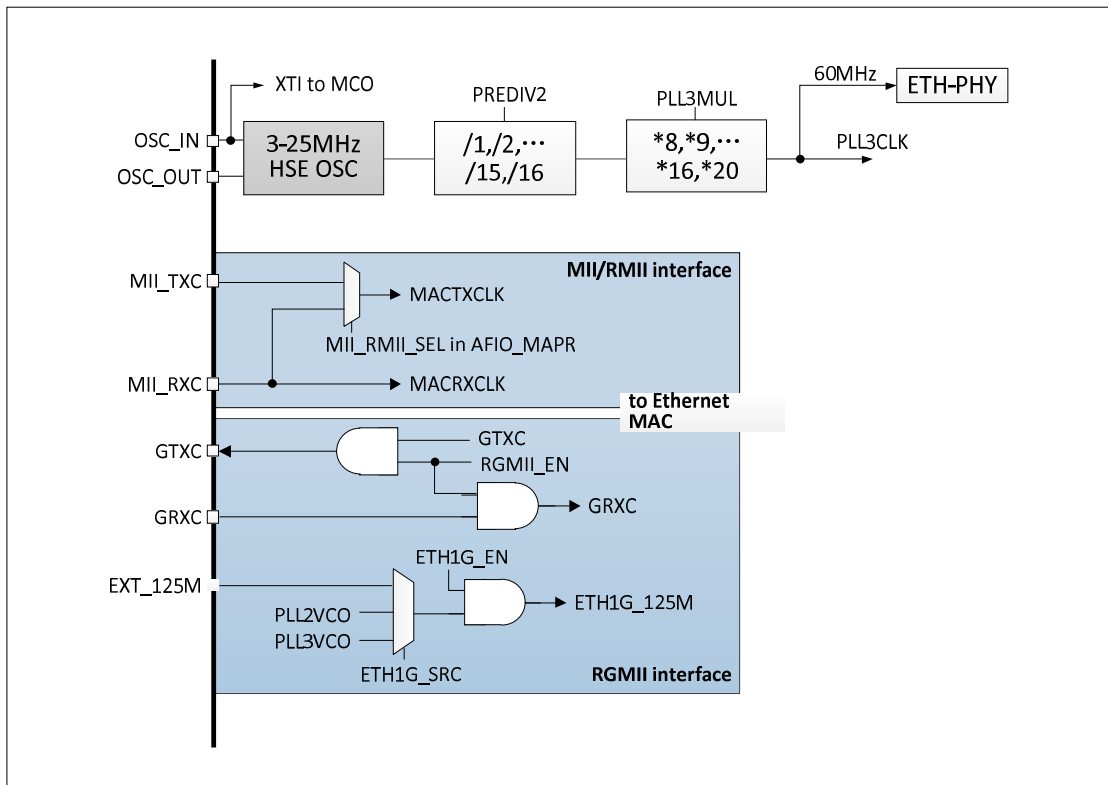 60MHz
ETH-PHY
XTI to MCO
PREDIV2
PLL3MUL
OSC_IN
3-25MHz
HSE OSC
/1,/2,…
/15,/16
*8,*9,…
*16,*20
PLL3CLK
OSC_OUT
MII/RMII interface
MII_TXC
MACTXCLK
MII_RMII_SEL in AFIO_MAPR
MII_RXC
MACRXCLK
to Ethernet
MAC
GTXC
GTXC
RGMII_EN
GRXC
GRXC
ETH1G_EN
EXT_125M
ETH1G_125M
PLL2VCO
PLL3VCO
ETH1G_SRC
RGMII interface